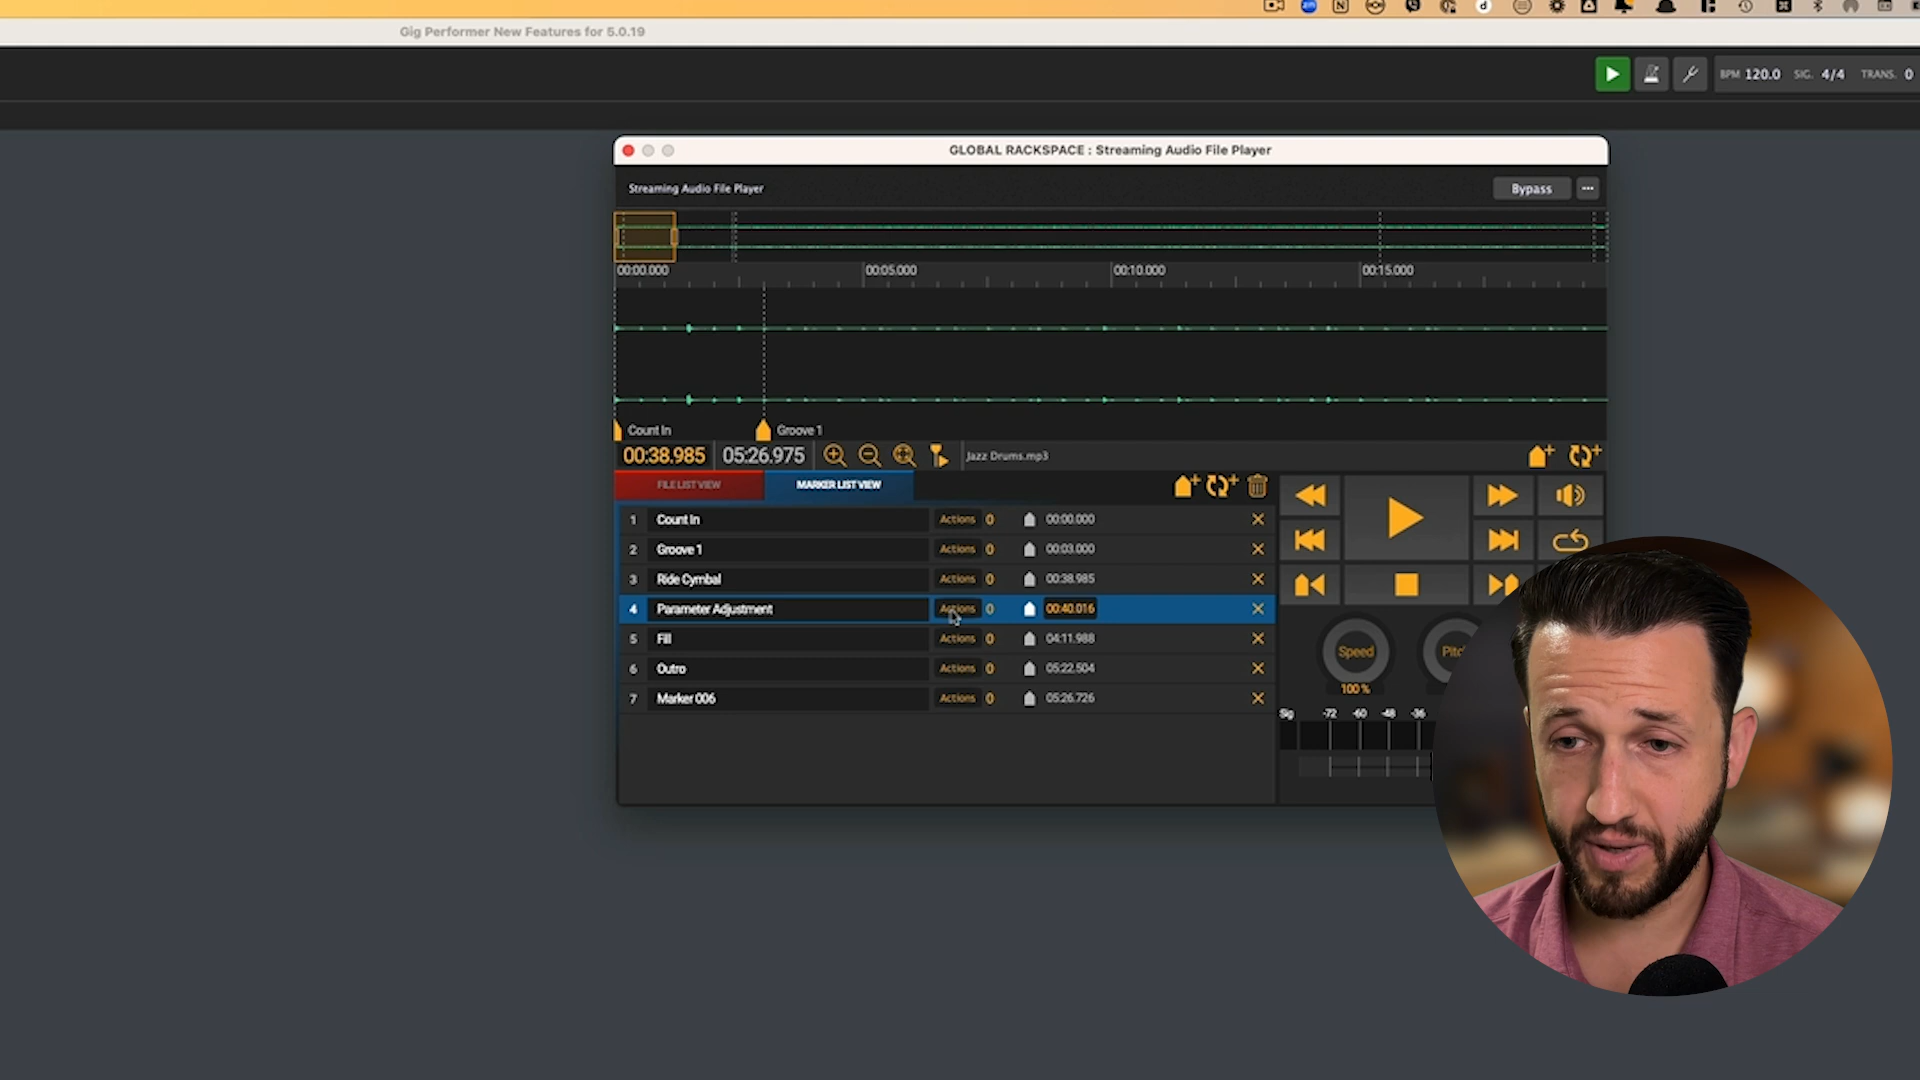 Gig Performer New Features for 5.0.19
BPM 120.0 SIG. 4/4 TRANS. 0
GLOBAL RACKSPACE : Streaming Audio File Player
Streaming Audio File Player
Bypass
00:00.000 00:05.000 00:10.000 00:15.000
Count In Groove 1
00:38.985 05:26.975 Jazz Drums.mp3
FILE LIST VIEW MARKER LIST VIEW
1 Count In Actions 0 00:00.000
2 Groove 1 Actions 0 00:03.000
3 Ride Cymbal Actions 0 00:38.985
4 Parameter Adjustment Actions 0 00:40.016
5 Fill Actions 0 04:11.988
6 Outro Actions 0 05:22.504
7 Marker 006 Actions 0 05:26.726
Speed Pitc
100 %
Sig -72 -60 -48 -36